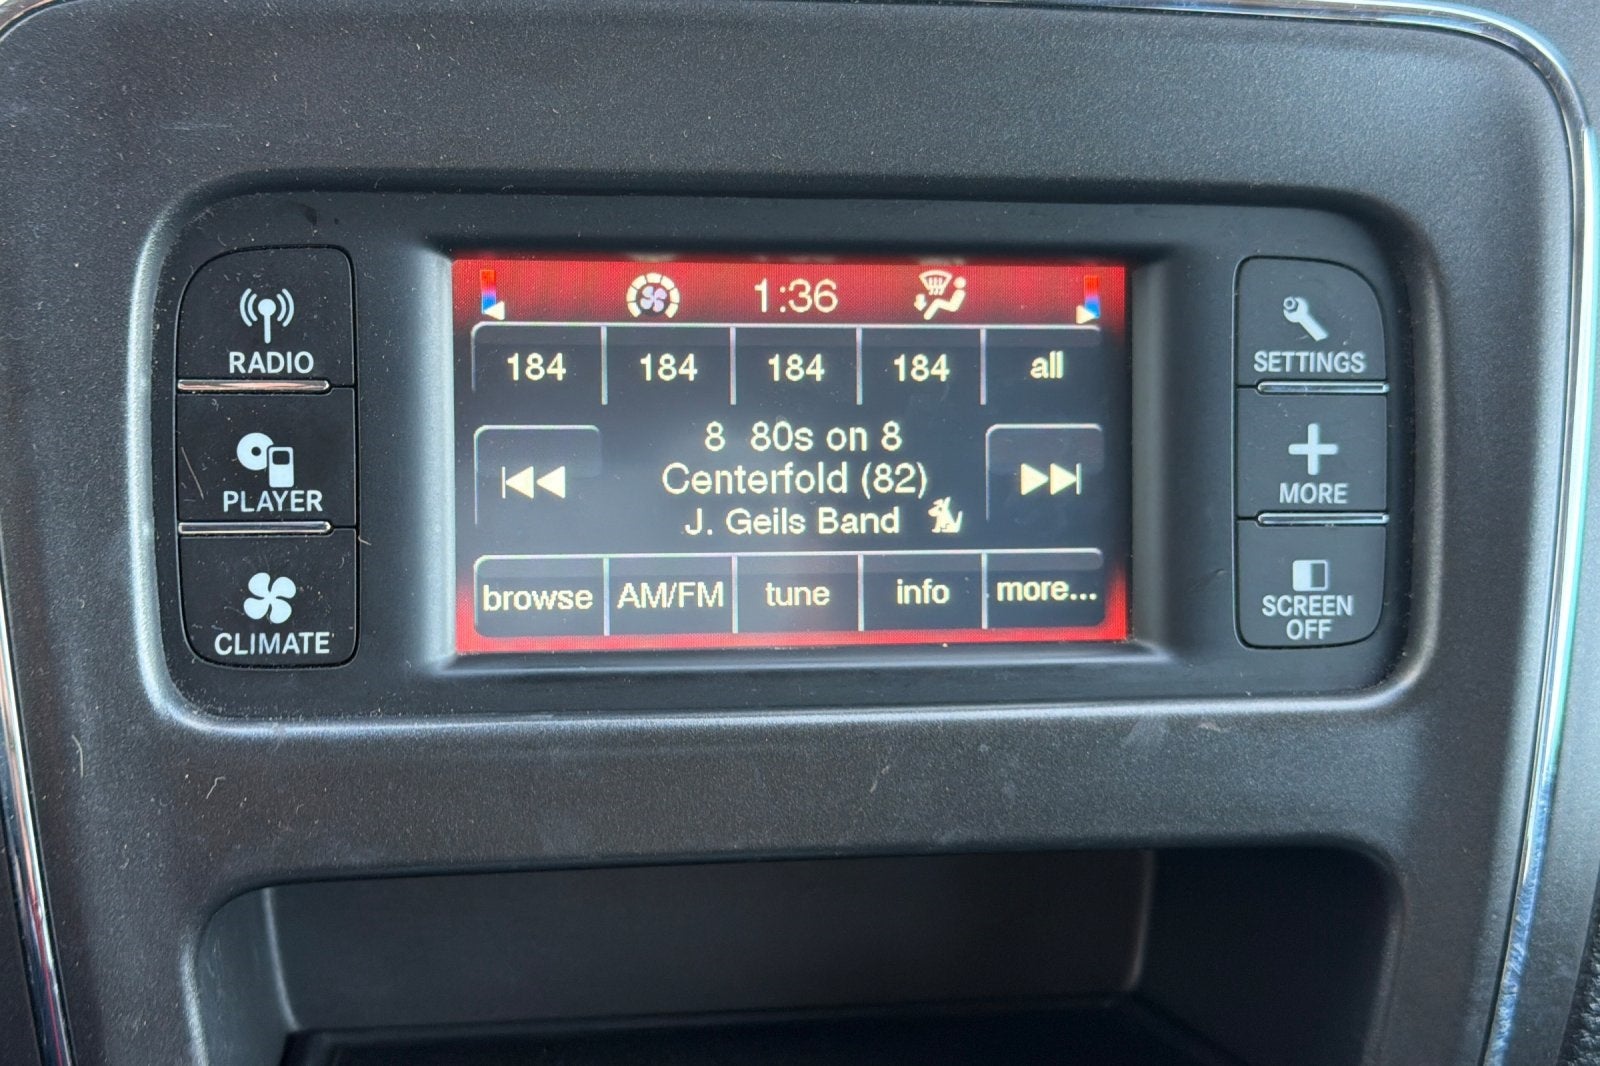 1:36
184 184 184 184 all
8 80s on 8
Centerfold (82)
J. Geils Band
browse AM/FM tune info more...
RADIO
PLAYER
CLIMATE
SETTINGS
MORE
SCREEN
OFF